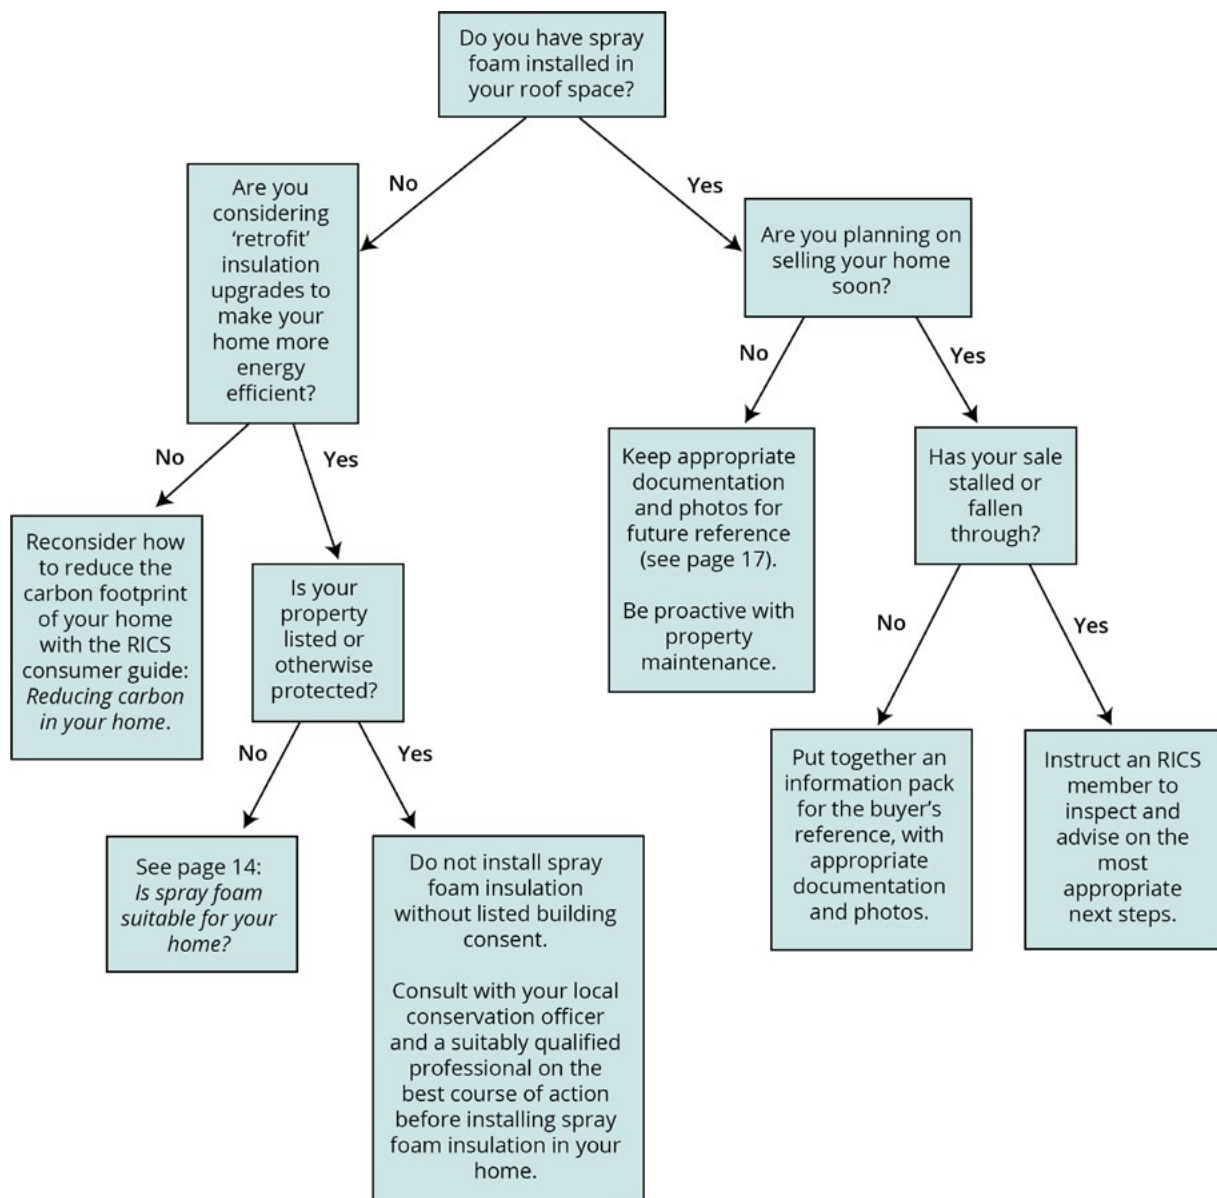 Do you have spray
foam installed in
your roof space?
No
Yes
Are you
considering
‘retrofit’
insulation
upgrades to
make your
home more
energy
efficient?
Are you planning on
selling your home
soon?
No
Yes
No
Yes
Reconsider how
to reduce the
carbon footprint
of your home
with the RICS
consumer guide:
Reducing carbon
in your home.
Is your
property
listed or
otherwise
protected?
Keep appropriate
documentation
and photos for
future reference
(see page 17).
Be proactive with
property
maintenance.
Has your sale
stalled or
fallen
through?
No
Yes
No
Yes
See page 14:
Is spray foam
suitable for your
home?
Do not install spray
foam insulation
without listed building
consent.
Consult with your local
conservation officer
and a suitably qualified
professional on the
best course of action
before installing spray
foam insulation in your
home.
Put together an
information pack
for the buyer’s
reference, with
appropriate
documentation
and photos.
Instruct an RICS
member to
inspect and
advise on the
most
appropriate
next steps.